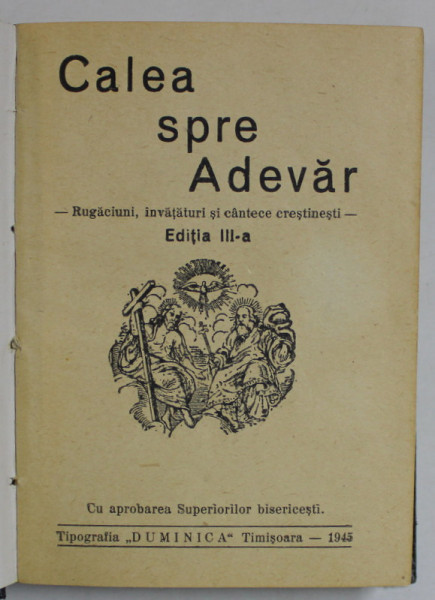 Calea
spre
Adevăr
— Rugăciuni, învățături și cântece creștinești —
Ediția III-a
Cu aprobarea Superiorilor bisericești.
Tipografia „DUMINICA“ Timișoara — 1945